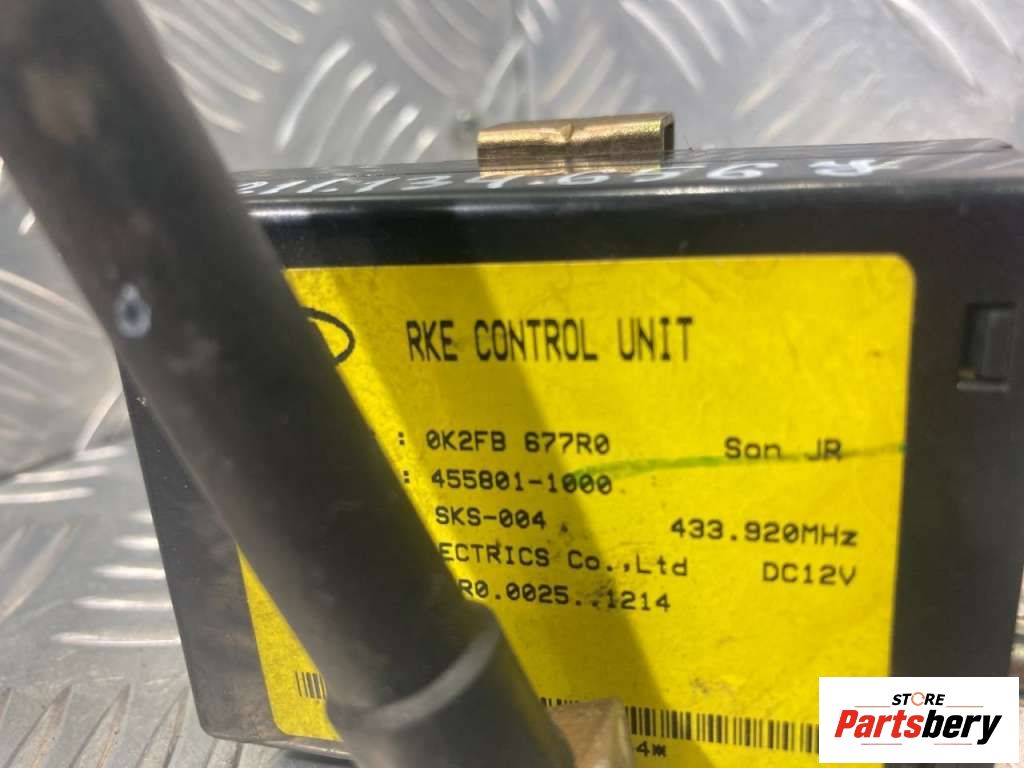 RKE CONTROL UNIT
: 0K2FB 677R0 Son JR
: 455801-1000
SKS-004 433.920MHz
ECTRICS Co.,Ltd DC12V
R0.0025..1214
4*
STORE
Partsbery